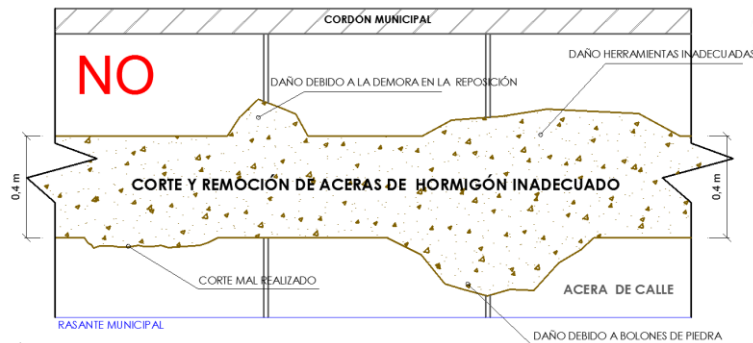 CORDÓN MUNICIPAL
NO
DAÑO HERRAMIENTAS INADECUADAS
DAÑO DEBIDO A LA DEMORA EN LA REPOSICIÓN
0,4 m
CORTE Y REMOCIÓN DE ACERAS DE HORMIGÓN INADECUADO
0,4 m
CORTE MAL REALIZADO
ACERA DE CALLE
RASANTE MUNICIPAL
DAÑO DEBIDO A BOLONES DE PIEDRA